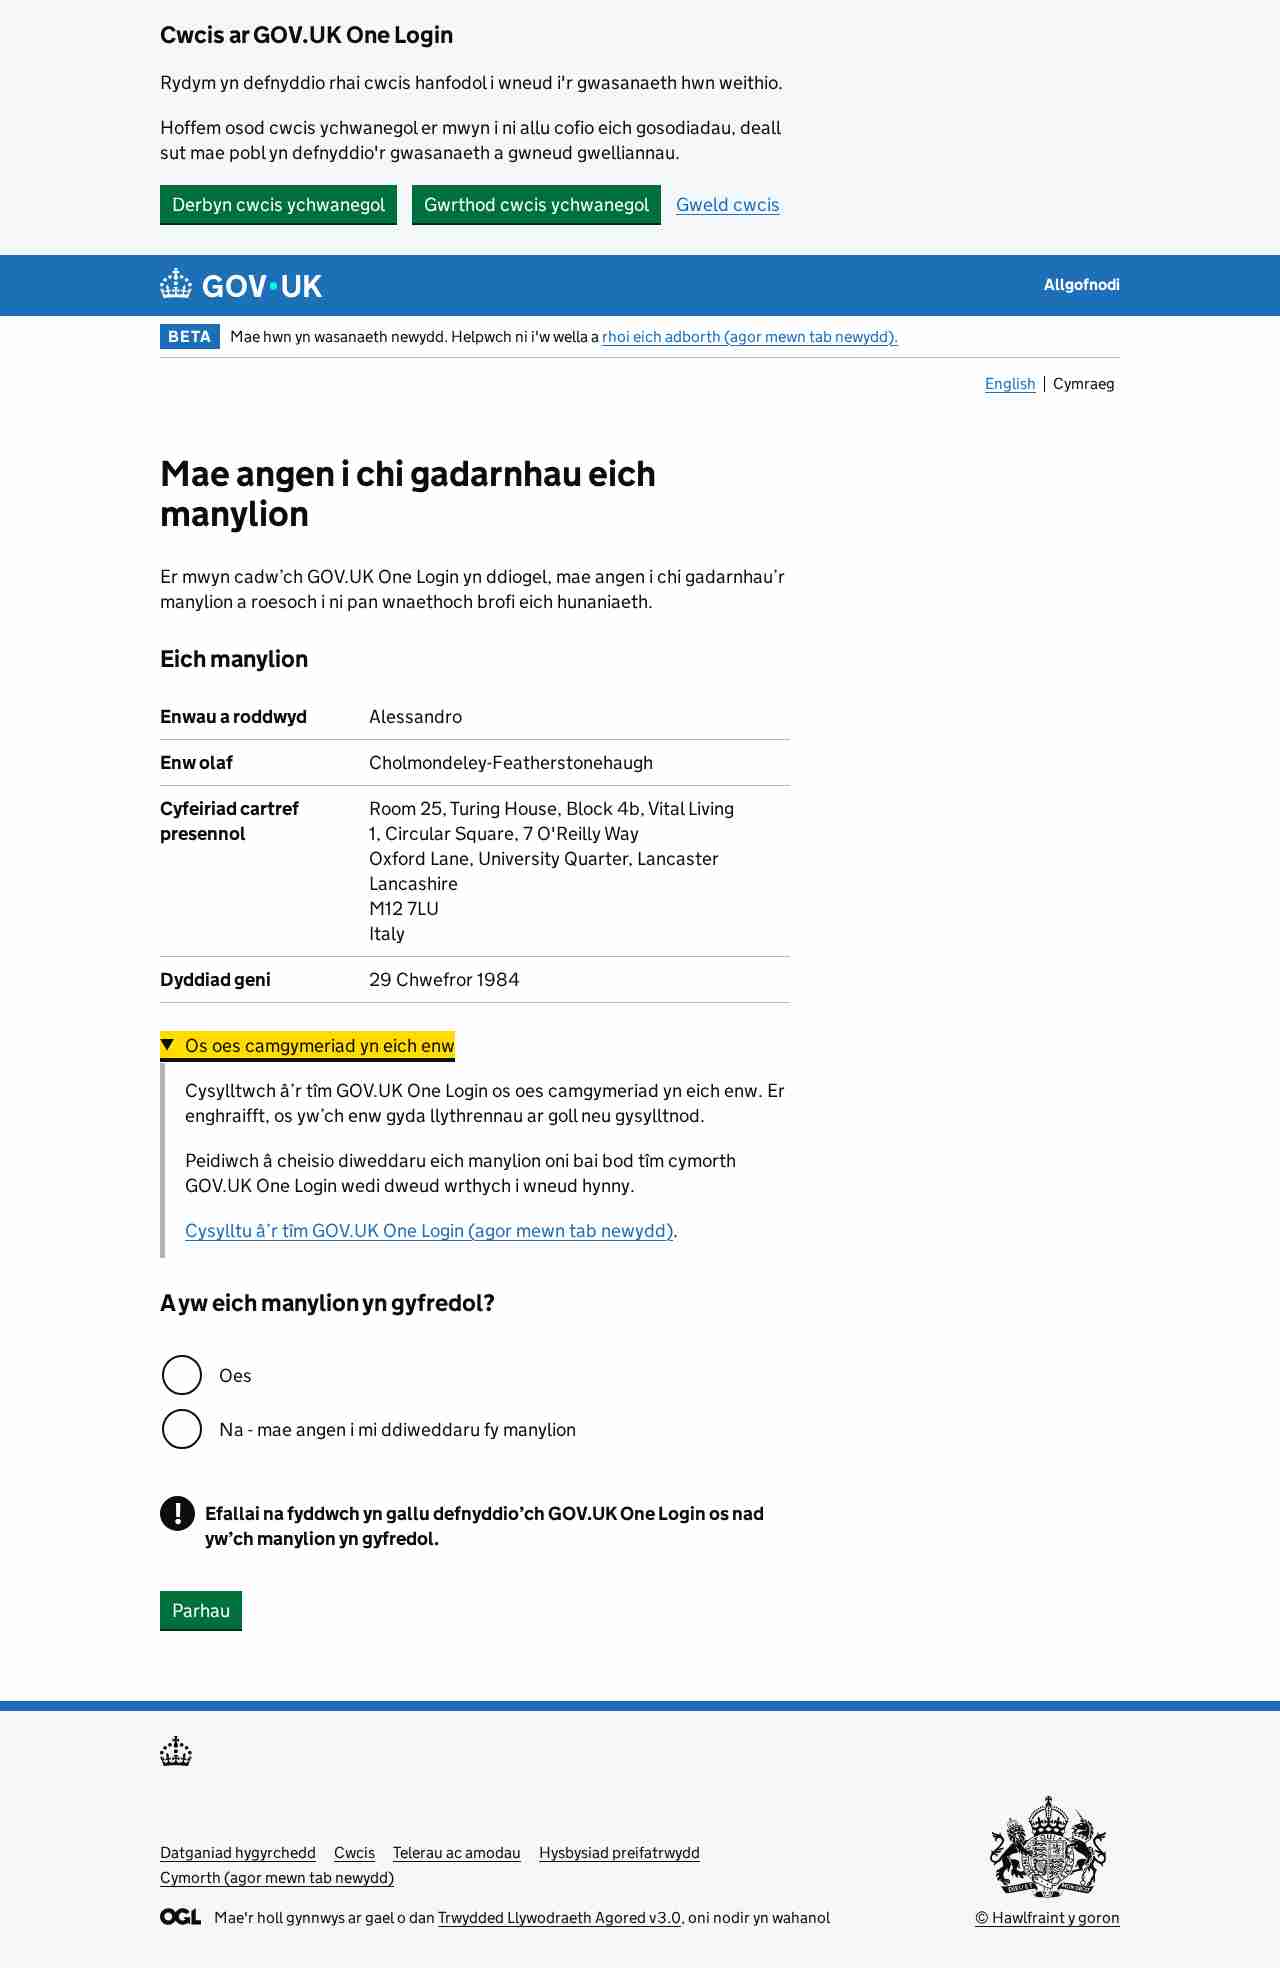 Cwcis ar GOV.UK One Login
Rydym yn defnyddio rhai cwcis hanfodol i wneud i'r gwasanaeth hwn weithio.
Hoffem osod cwcis ychwanegol er mwyn i ni allu cofio eich gosodiadau, deall
sut mae pobl yn defnyddio'r gwasanaeth a gwneud gwelliannau.
Derbyn cwcis ychwanegol Gwrthod cwcis ychwanegol Gweld cwcis
GOV·UK Allgofnodi
BETA Mae hwn yn wasanaeth newydd. Helpwch ni i'w wella a rhoi eich adborth (agor mewn tab newydd).
English Cymraeg
Mae angen i chi gadarnhau eich
manylion
Er mwyn cadw’ch GOV.UK One Login yn ddiogel, mae angen i chi gadarnhau’r
manylion a roesoch i ni pan wnaethoch brofi eich hunaniaeth.
Eich manylion
Enwau a roddwyd Alessandro
Enw olaf Cholmondeley-Featherstonehaugh
Cyfeiriad cartref Room 25, Turing House, Block 4b, Vital Living
presennol 1, Circular Square, 7 O'Reilly Way
Oxford Lane, University Quarter, Lancaster
Lancashire
M12 7LU
Italy
Dyddiad geni 29 Chwefror 1984
Os oes camgymeriad yn eich enw
Cysylltwch â’r tîm GOV.UK One Login os oes camgymeriad yn eich enw. Er
enghraifft, os yw’ch enw gyda llythrennau ar goll neu gysylltnod.
Peidiwch â cheisio diweddaru eich manylion oni bai bod tîm cymorth
GOV.UK One Login wedi dweud wrthych i wneud hynny.
Cysylltu â’r tîm GOV.UK One Login (agor mewn tab newydd).
A yw eich manylion yn gyfredol?
Oes
Na - mae angen i mi ddiweddaru fy manylion
! Efallai na fyddwch yn gallu defnyddio’ch GOV.UK One Login os nad
yw’ch manylion yn gyfredol.
Parhau
Datganiad hygyrchedd Cwcis Telerau ac amodau Hysbysiad preifatrwydd
Cymorth (agor mewn tab newydd)
OGL Mae'r holl gynnwys ar gael o dan Trwydded Llywodraeth Agored v3.0, oni nodir yn wahanol
© Hawlfraint y goron